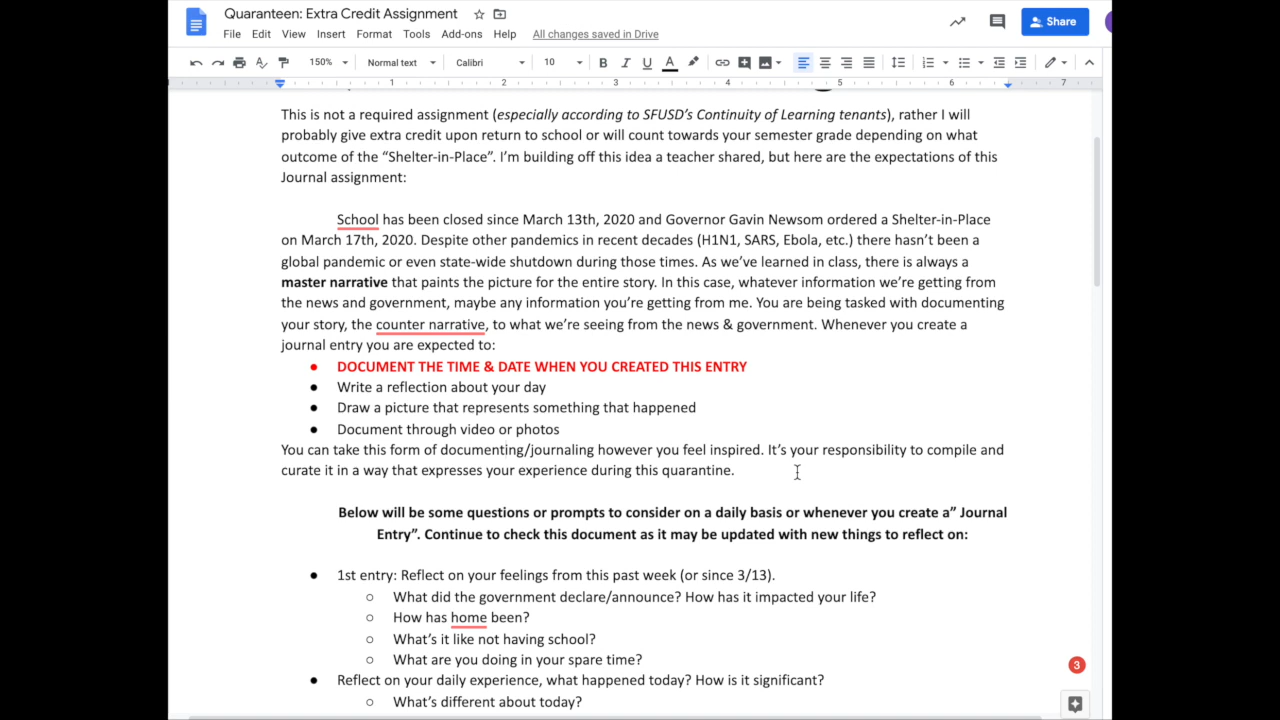 Quaranteen: Extra Credit Assignment
File Edit View Insert Format Tools Add-ons Help All changes saved in Drive
Share
150% Normal text Calibri 10 B I U A
1 2 3 4 5 6 7
This is not a required assignment (especially according to SFUSD's Continuity of Learning tenants), rather I will
probably give extra credit upon return to school or will count towards your semester grade depending on what
outcome of the “Shelter-in-Place”. I’m building off this idea a teacher shared, but here are the expectations of this
Journal assignment:
School has been closed since March 13th, 2020 and Governor Gavin Newsom ordered a Shelter-in-Place
on March 17th, 2020. Despite other pandemics in recent decades (H1N1, SARS, Ebola, etc.) there hasn’t been a
global pandemic or even state-wide shutdown during those times. As we’ve learned in class, there is always a
master narrative that paints the picture for the entire story. In this case, whatever information we’re getting from
the news and government, maybe any information you’re getting from me. You are being tasked with documenting
your story, the counter narrative, to what we’re seeing from the news & government. Whenever you create a
journal entry you are expected to:
● DOCUMENT THE TIME & DATE WHEN YOU CREATED THIS ENTRY
● Write a reflection about your day
● Draw a picture that represents something that happened
● Document through video or photos
You can take this form of documenting/journaling however you feel inspired. It’s your responsibility to compile and
curate it in a way that expresses your experience during this quarantine.
Below will be some questions or prompts to consider on a daily basis or whenever you create a” Journal
Entry”. Continue to check this document as it may be updated with new things to reflect on:
● 1st entry: Reflect on your feelings from this past week (or since 3/13).
○ What did the government declare/announce? How has it impacted your life?
○ How has home been?
○ What’s it like not having school?
○ What are you doing in your spare time?
3
● Reflect on your daily experience, what happened today? How is it significant?
○ What’s different about today?